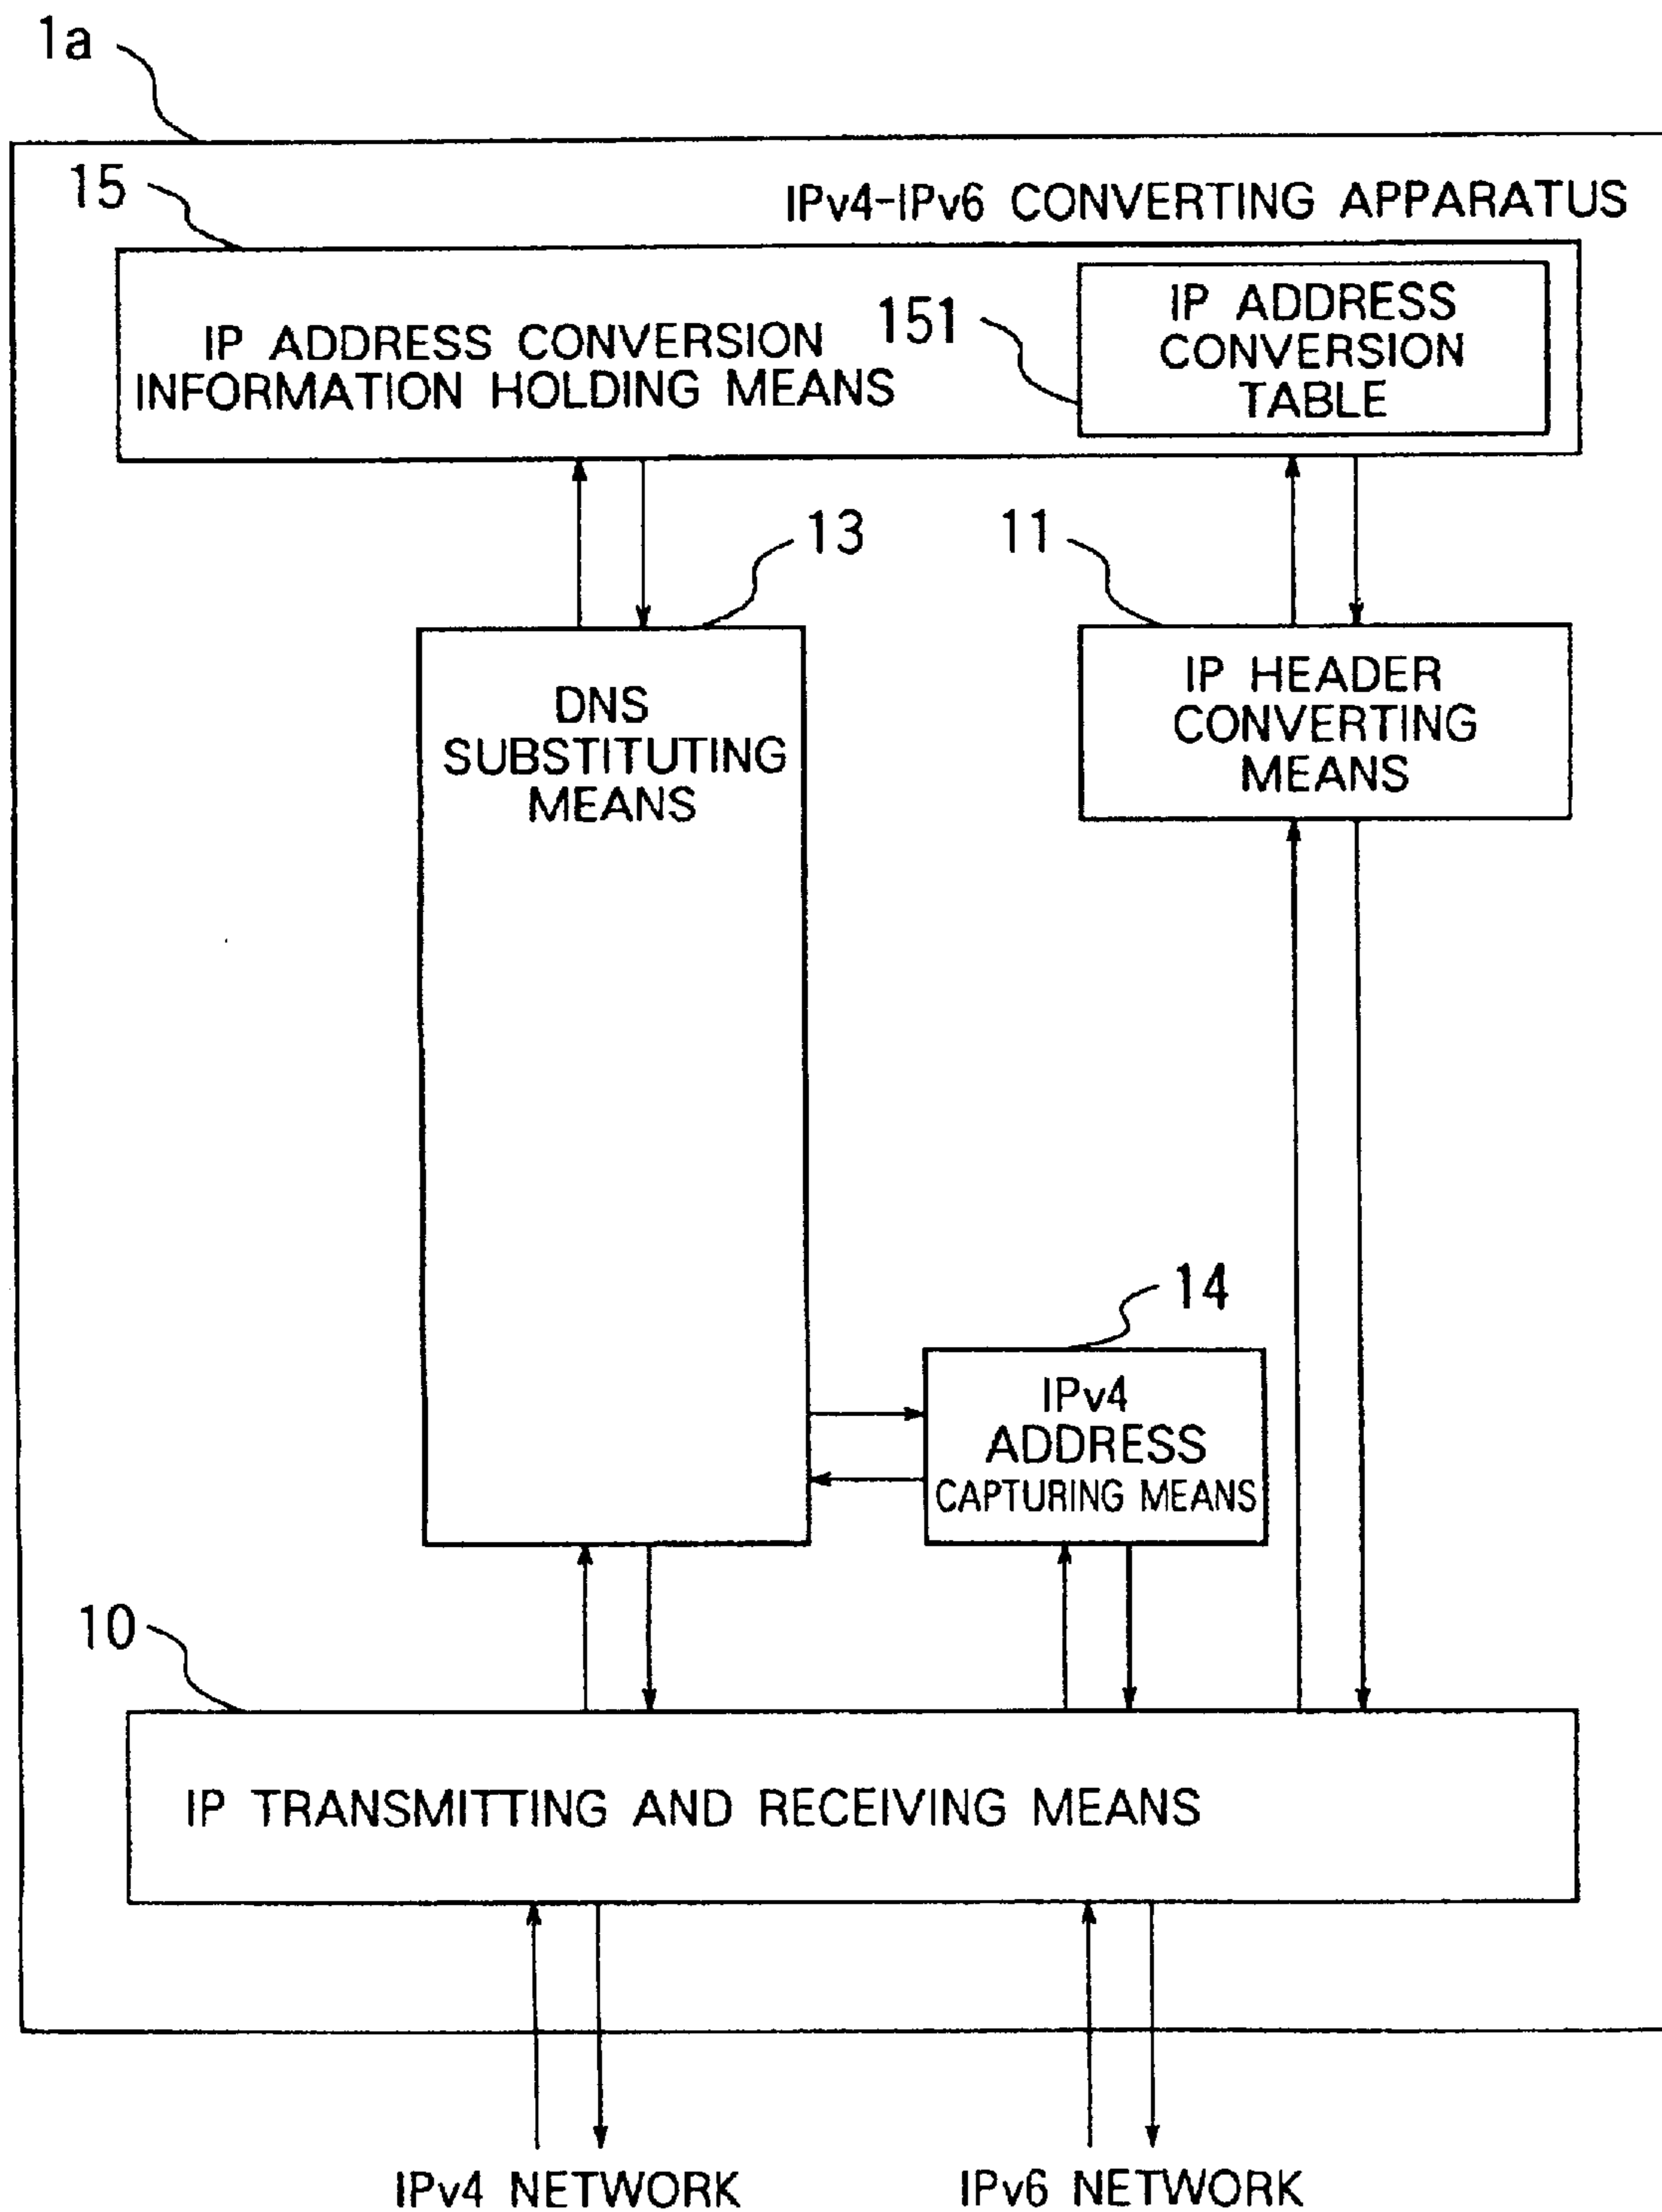 1a
15
IPv4-IPv6 CONVERTING APPARATUS
IP ADDRESS CONVERSION
INFORMATION HOLDING MEANS
151
IP ADDRESS
CONVERSION
TABLE
13
11
DNS
SUBSTITUTING
MEANS
IP HEADER
CONVERTING
MEANS
14
IPv4
ADDRESS
CAPTURING MEANS
10
IP TRANSMITTING AND RECEIVING MEANS
IPv4 NETWORK
IPv6 NETWORK